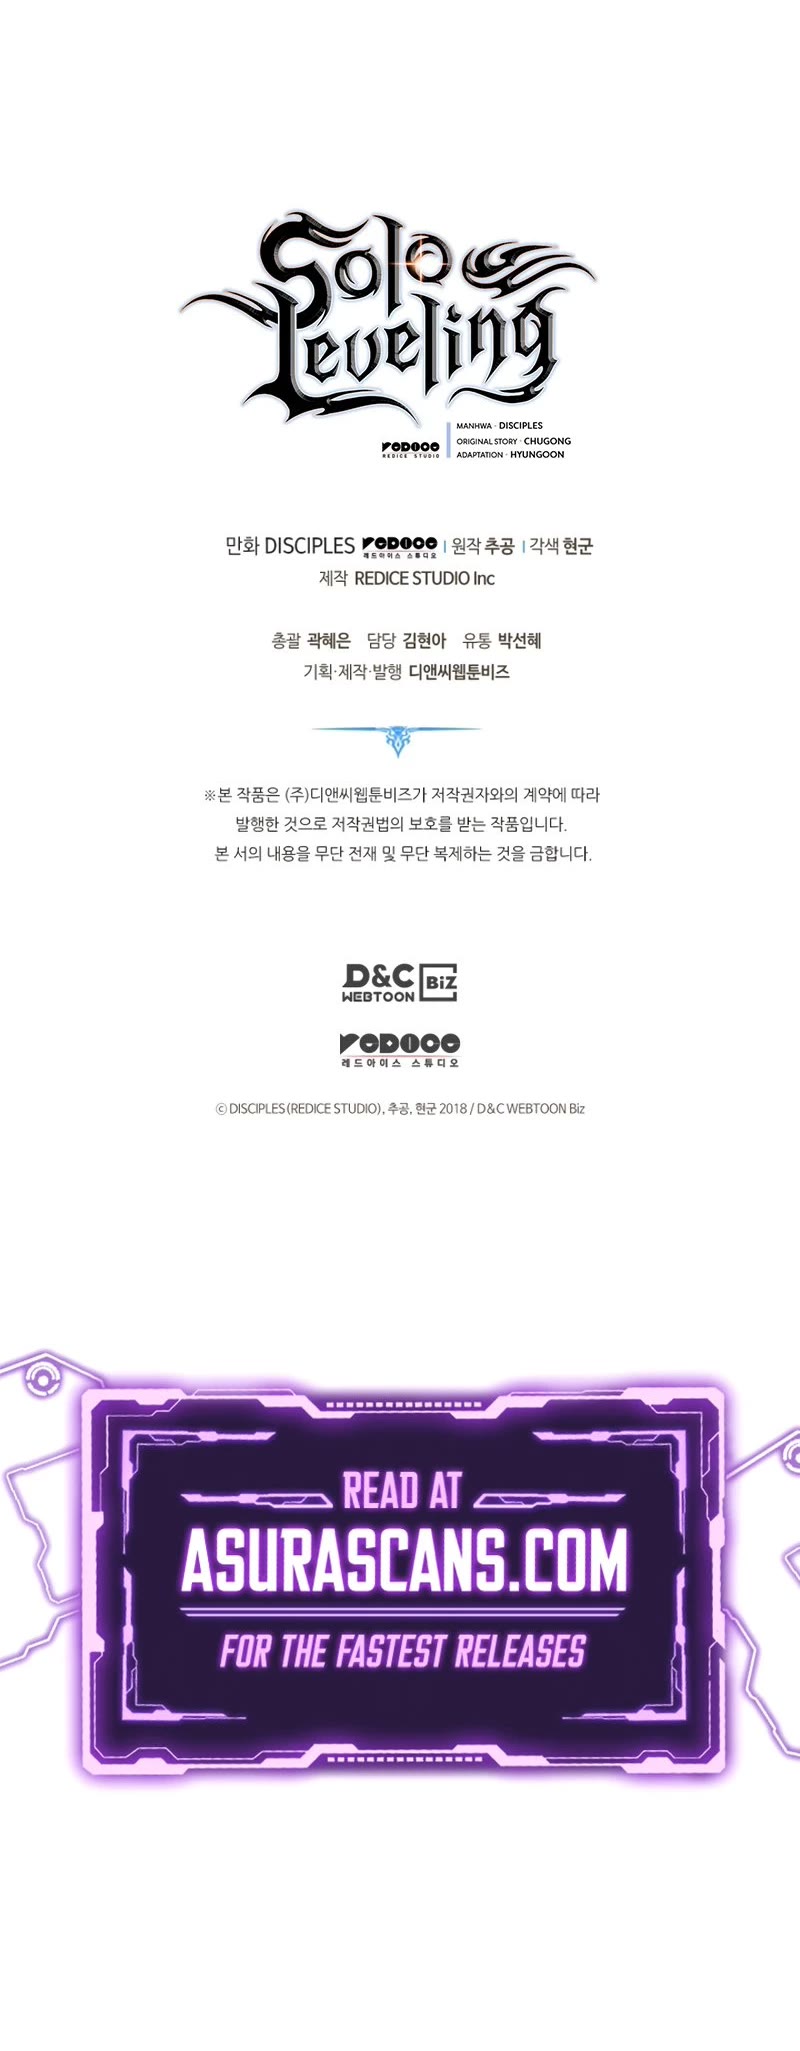 Solo
Leveling
REDICE
REDICE STUDIO
MANHWA · DISCIPLES
ORIGINAL STORY · CHUGONG
ADAPTATION · HYUNGOON
만화 DISCIPLES REDICE 레드아이스 스튜디오 | 원작 추공 | 각색 현군
제작 REDICE STUDIO Inc
총괄 곽혜은 담당 김현아 유통 박선혜
기획·제작·발행 디앤씨웹툰비즈
※본 작품은 (주)디앤씨웹툰비즈가 저작권자와의 계약에 따라
발행한 것으로 저작권법의 보호를 받는 작품입니다.
본 서의 내용을 무단 전재 및 무단 복제하는 것을 금합니다.
D&C
WEBTOON BiZ
REDICE
레드아이스 스튜디오
ⓒ DISCIPLES(REDICE STUDIO), 추공, 현군 2018 / D&C WEBTOON Biz
READ AT
ASURASCANS.COM
FOR THE FASTEST RELEASES